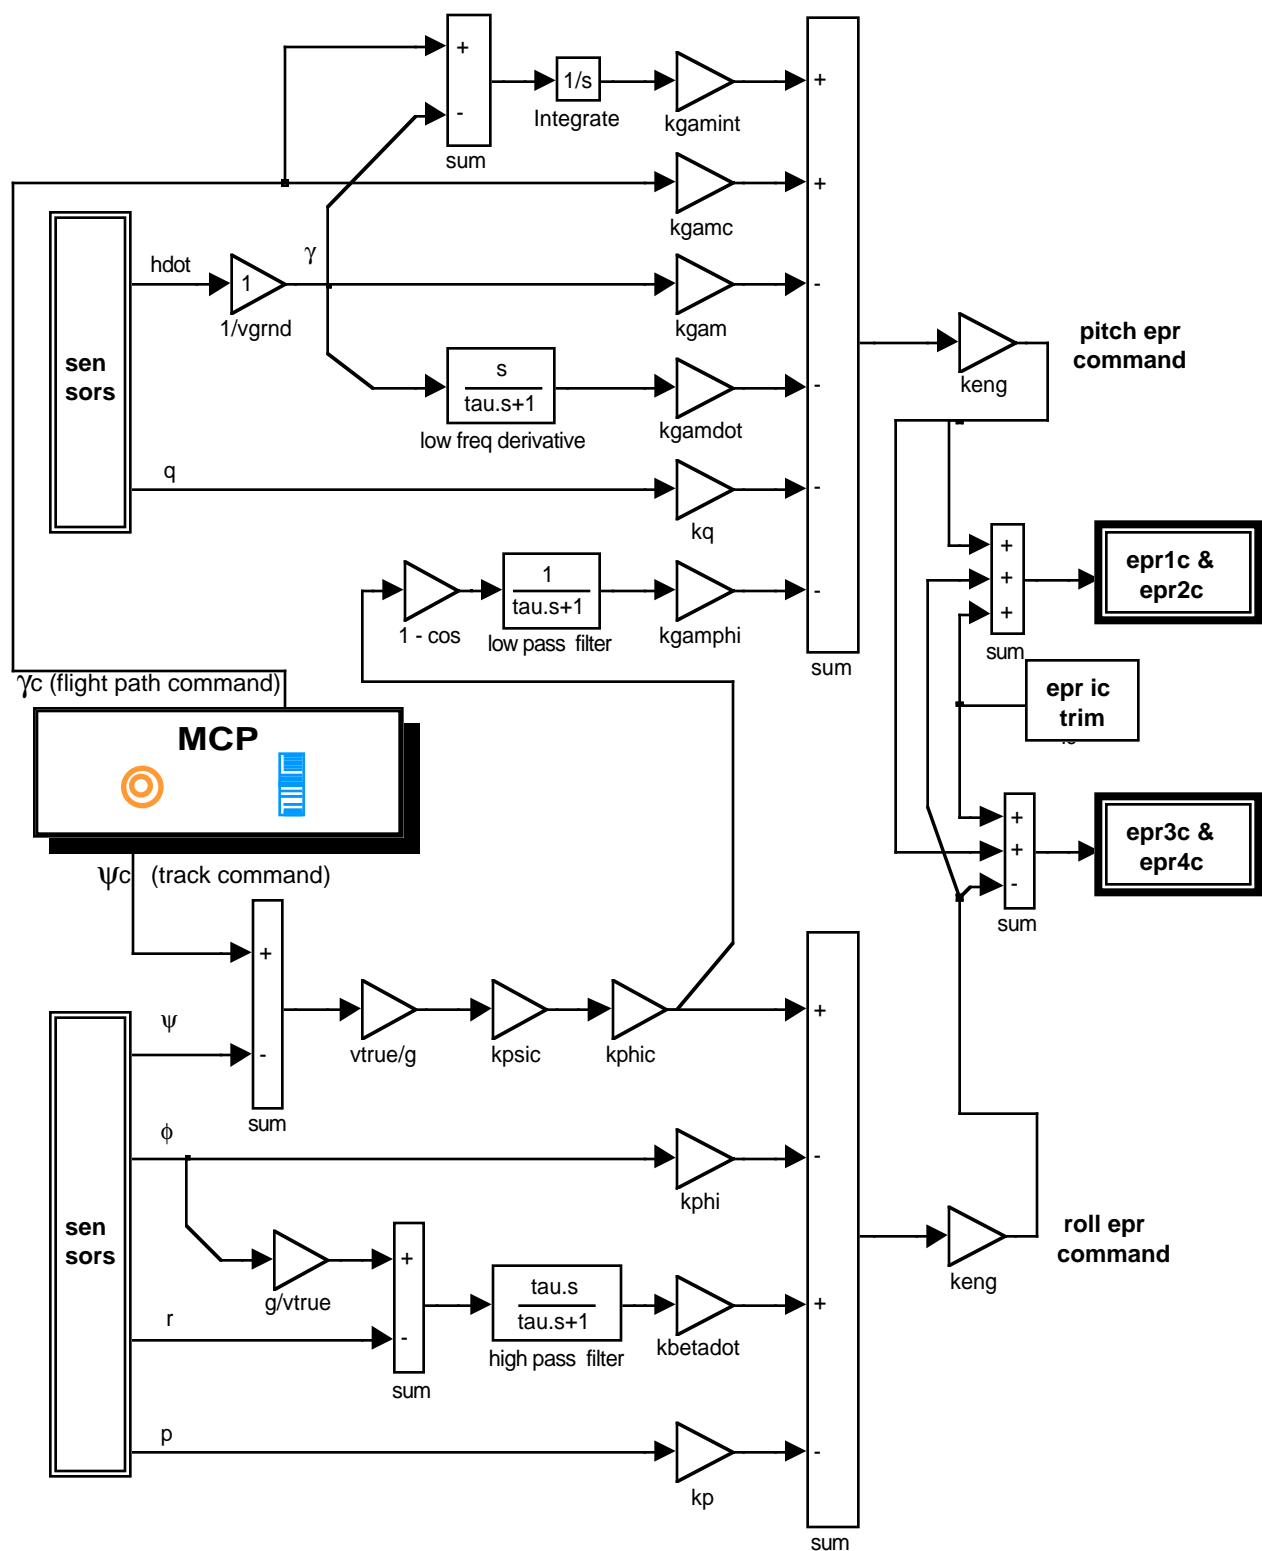 +
1/s
+
-
Integrate
kgamint
sum
+
kgamc
γ
hdot
1
-
1/vgrnd
kgam
pitch epr
command
sen
sors
s
tau.s+1
-
keng
kgamdot
low freq derivative
q
-
kq
+
epr1c &
epr2c
+
1
tau.s+1
-
+
1 - cos
low pass filter
kgamphi
sum
sum
γc (flight path command)
epr ic
trim
MCP
+
epr3c &
epr4c
+
ψc (track command)
-
sum
+
ψ
+
-
vtrue/g
kpsic
kphic
sum
ϕ
-
kphi
sen
sors
roll epr
command
+
g/vtrue
keng
tau.s
tau.s+1
+
r
-
kbetadot
high pass filter
sum
p
-
kp
sum